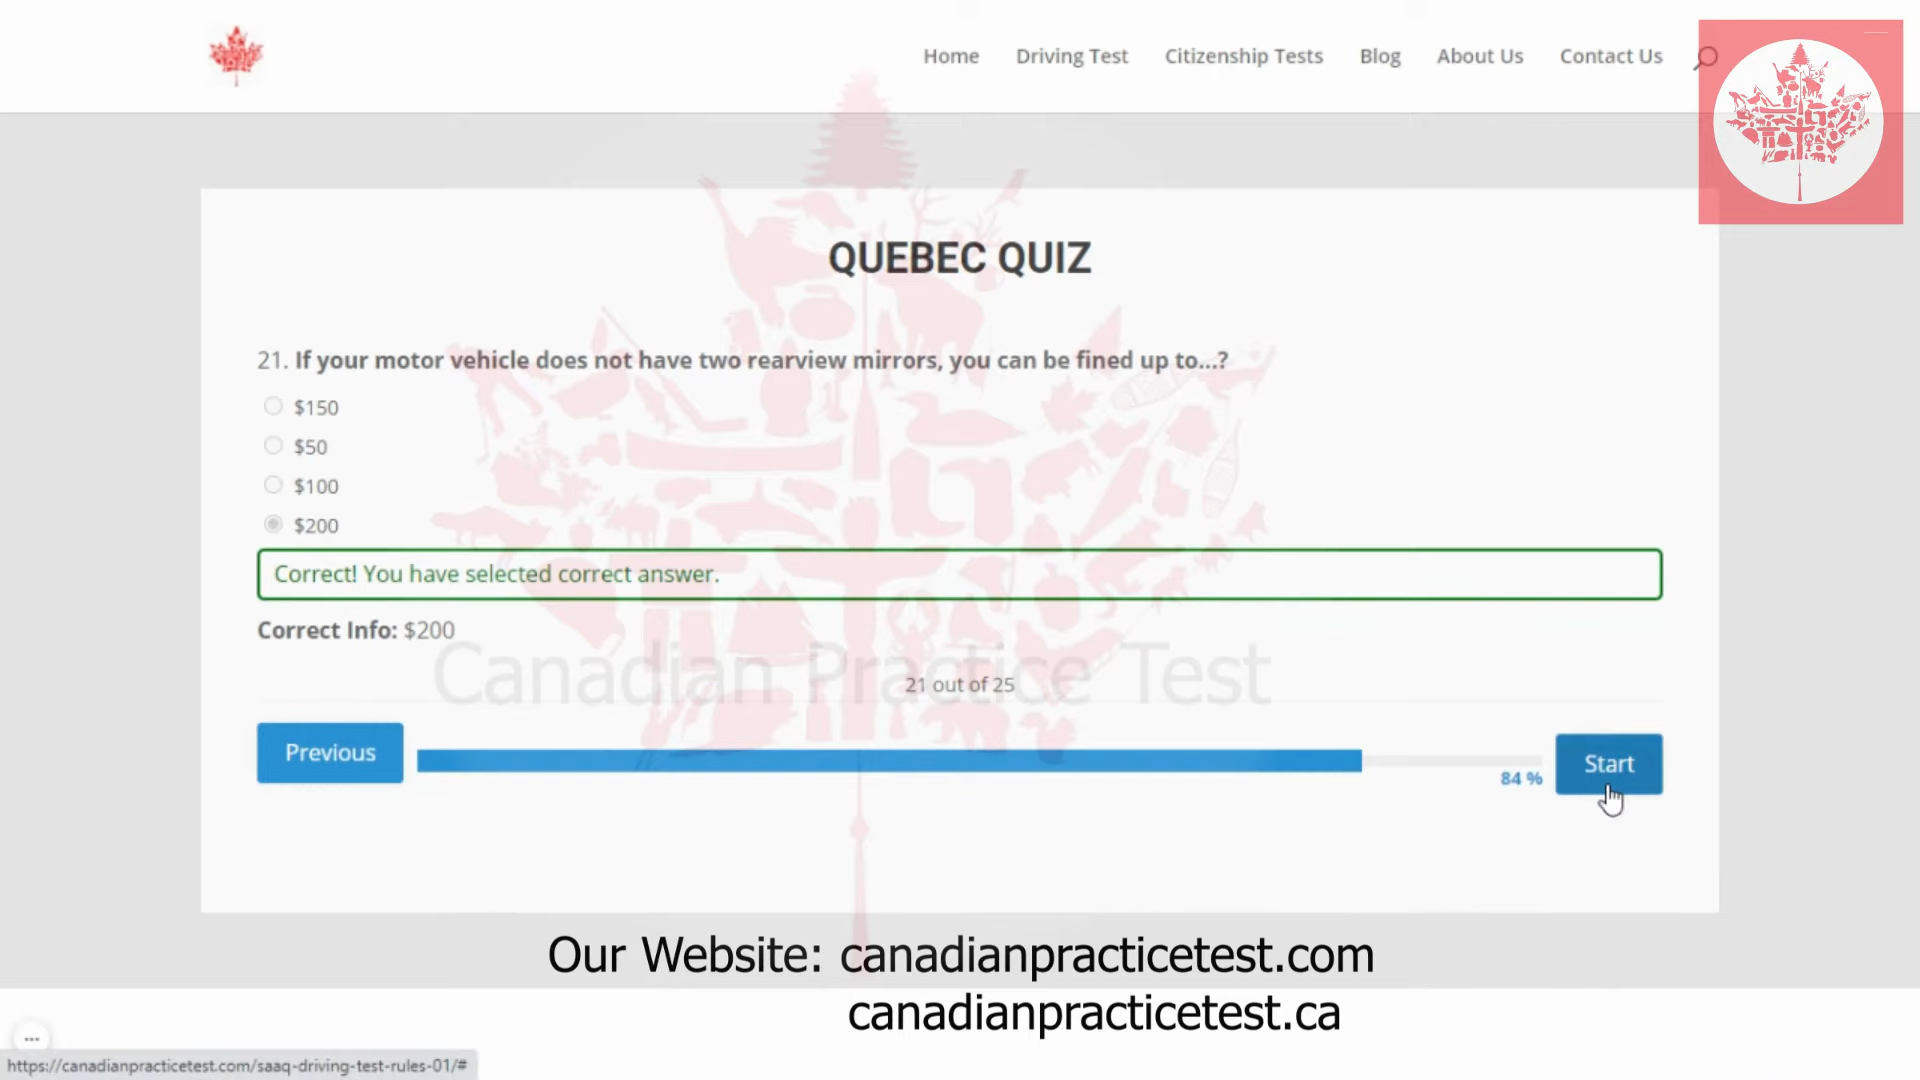 Home Driving Test Citizenship Tests Blog About Us Contact Us
QUEBEC QUIZ
21. If your motor vehicle does not have two rearview mirrors, you can be fined up to...?
$150
$50
$100
$200
Correct! You have selected correct answer.
Correct Info: $200
Canadian Practice Test
21 out of 25
Previous
84 %
Start
Our Website: canadianpracticetest.com
canadianpracticetest.ca
...
https://canadianpracticetest.com/saaq-driving-test-rules-01/#